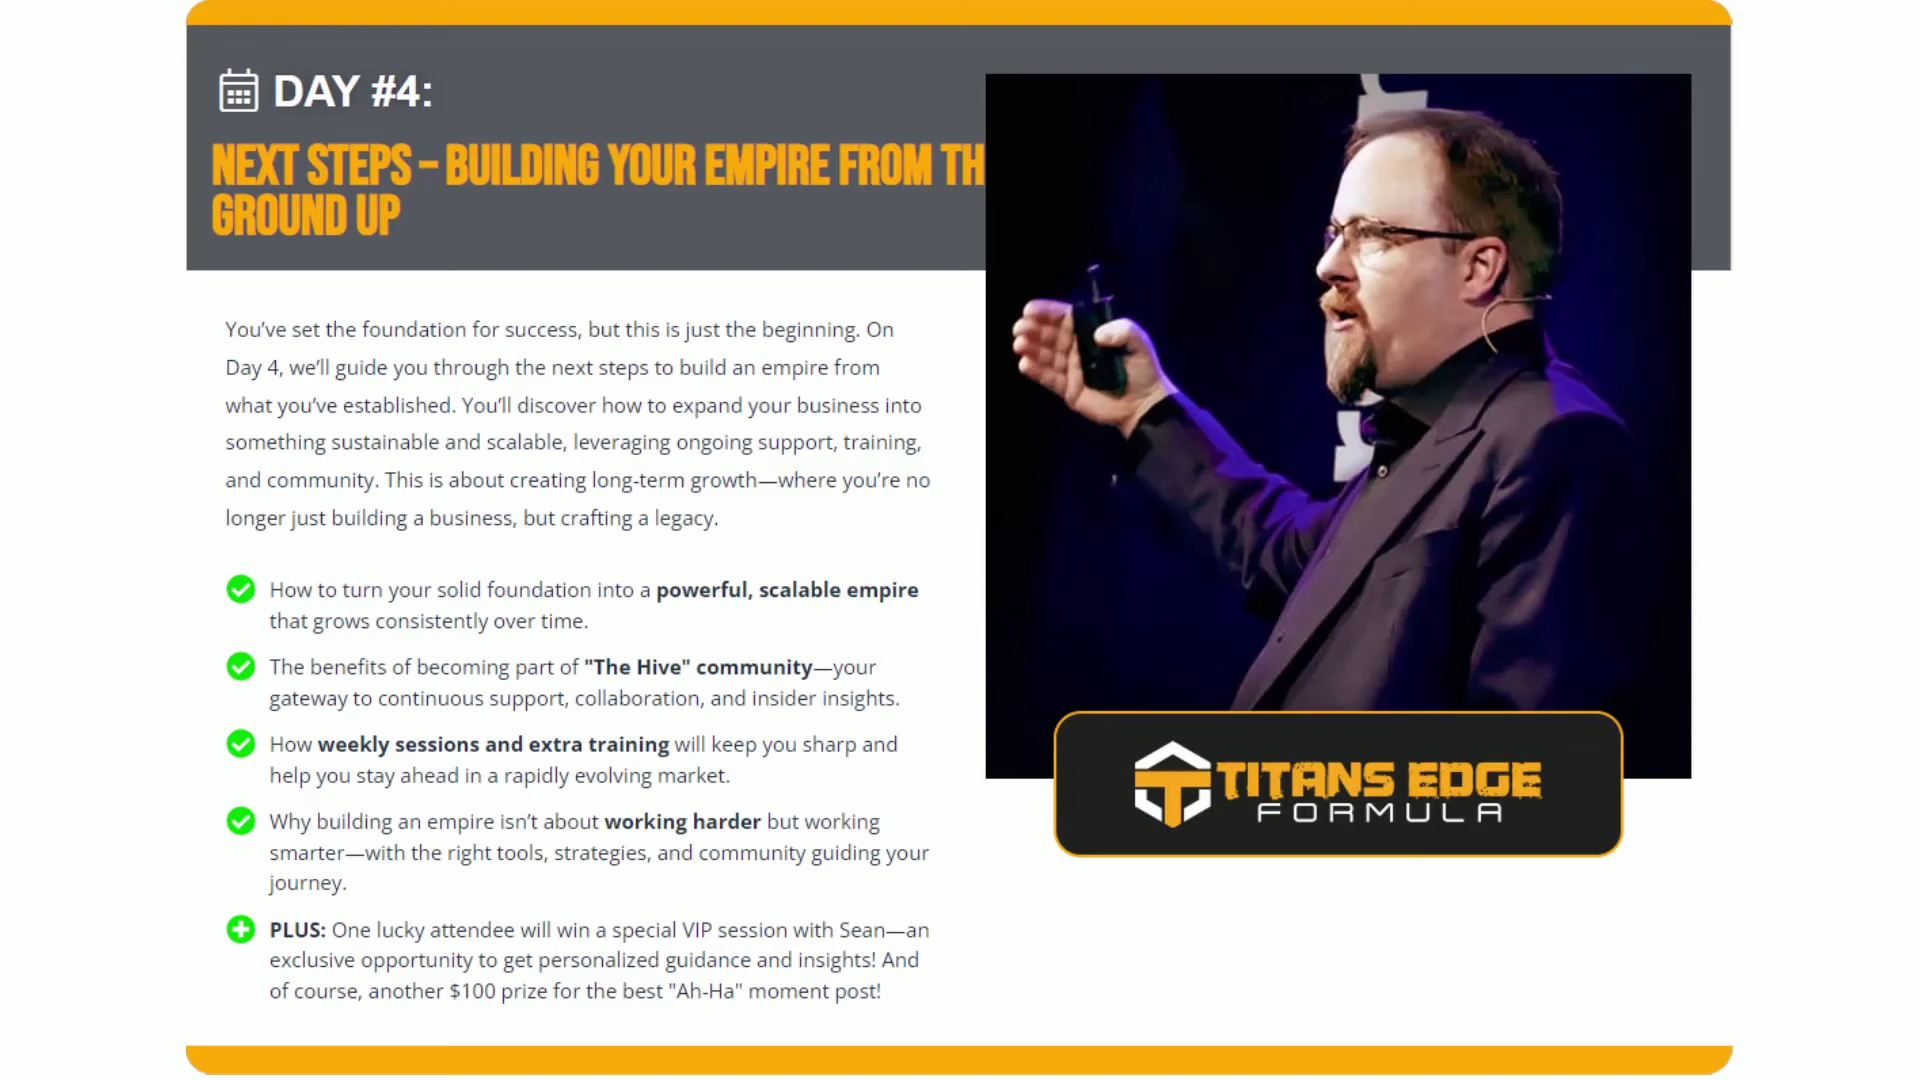 DAY #4:
NEXT STEPS – BUILDING YOUR EMPIRE FROM TH
GROUND UP
You've set the foundation for success, but this is just the beginning. On
Day 4, we'll guide you through the next steps to build an empire from
what you've established. You'll discover how to expand your business into
something sustainable and scalable, leveraging ongoing support, training,
and community. This is about creating long-term growth—where you're no
longer just building a business, but crafting a legacy.
How to turn your solid foundation into a powerful, scalable empire
that grows consistently over time.
The benefits of becoming part of "The Hive" community—your
gateway to continuous support, collaboration, and insider insights.
How weekly sessions and extra training will keep you sharp and
help you stay ahead in a rapidly evolving market.
Why building an empire isn't about working harder but working
smarter—with the right tools, strategies, and community guiding your
journey.
PLUS: One lucky attendee will win a special VIP session with Sean—an
exclusive opportunity to get personalized guidance and insights! And
of course, another $100 prize for the best "Ah-Ha" moment post!
TITANS EDGE
FORMULA